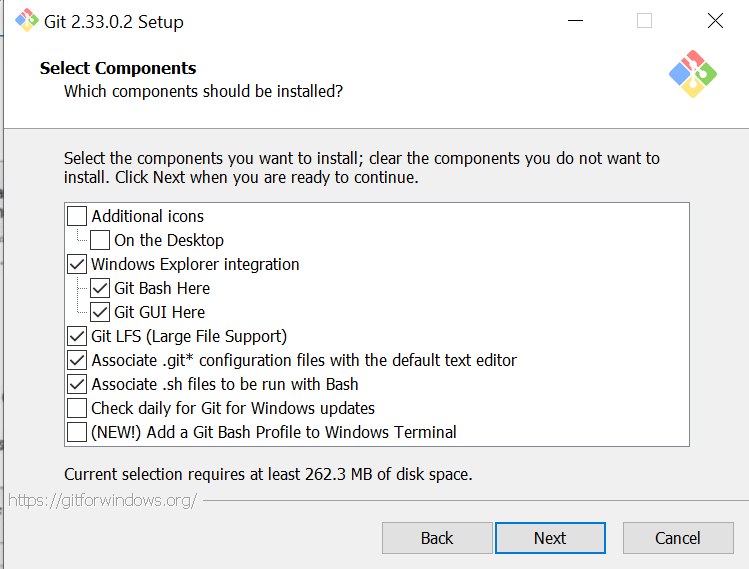 Git 2.33.0.2 Setup
Select Components
Which components should be installed?
Select the components you want to install; clear the components you do not want to
install. Click Next when you are ready to continue.
Additional icons
On the Desktop
Windows Explorer integration
Git Bash Here
Git GUI Here
Git LFS (Large File Support)
Associate .git* configuration files with the default text editor
Associate .sh files to be run with Bash
Check daily for Git for Windows updates
(NEW!) Add a Git Bash Profile to Windows Terminal
Current selection requires at least 262.3 MB of disk space.
https://gitforwindows.org/
Back Next Cancel